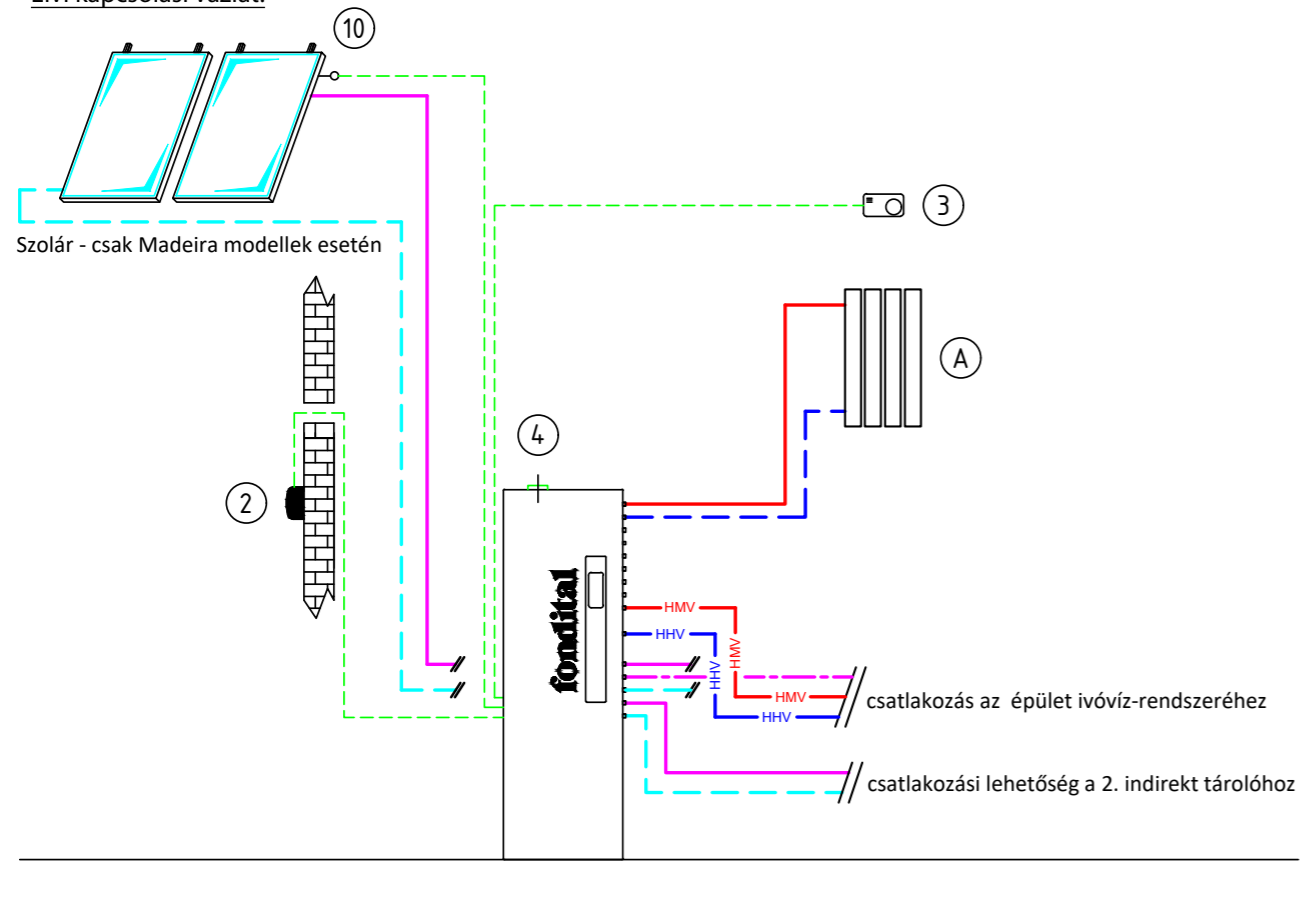 10
3
Szolár - csak Madeira modellek esetén
A
4
2
fondital
HMV
HHV
HMV
HHV
HMV
HHV
csatlakozás az épület ivóvíz-rendszeréhez
csatlakozási lehetőség a 2. indirekt tárolóhoz